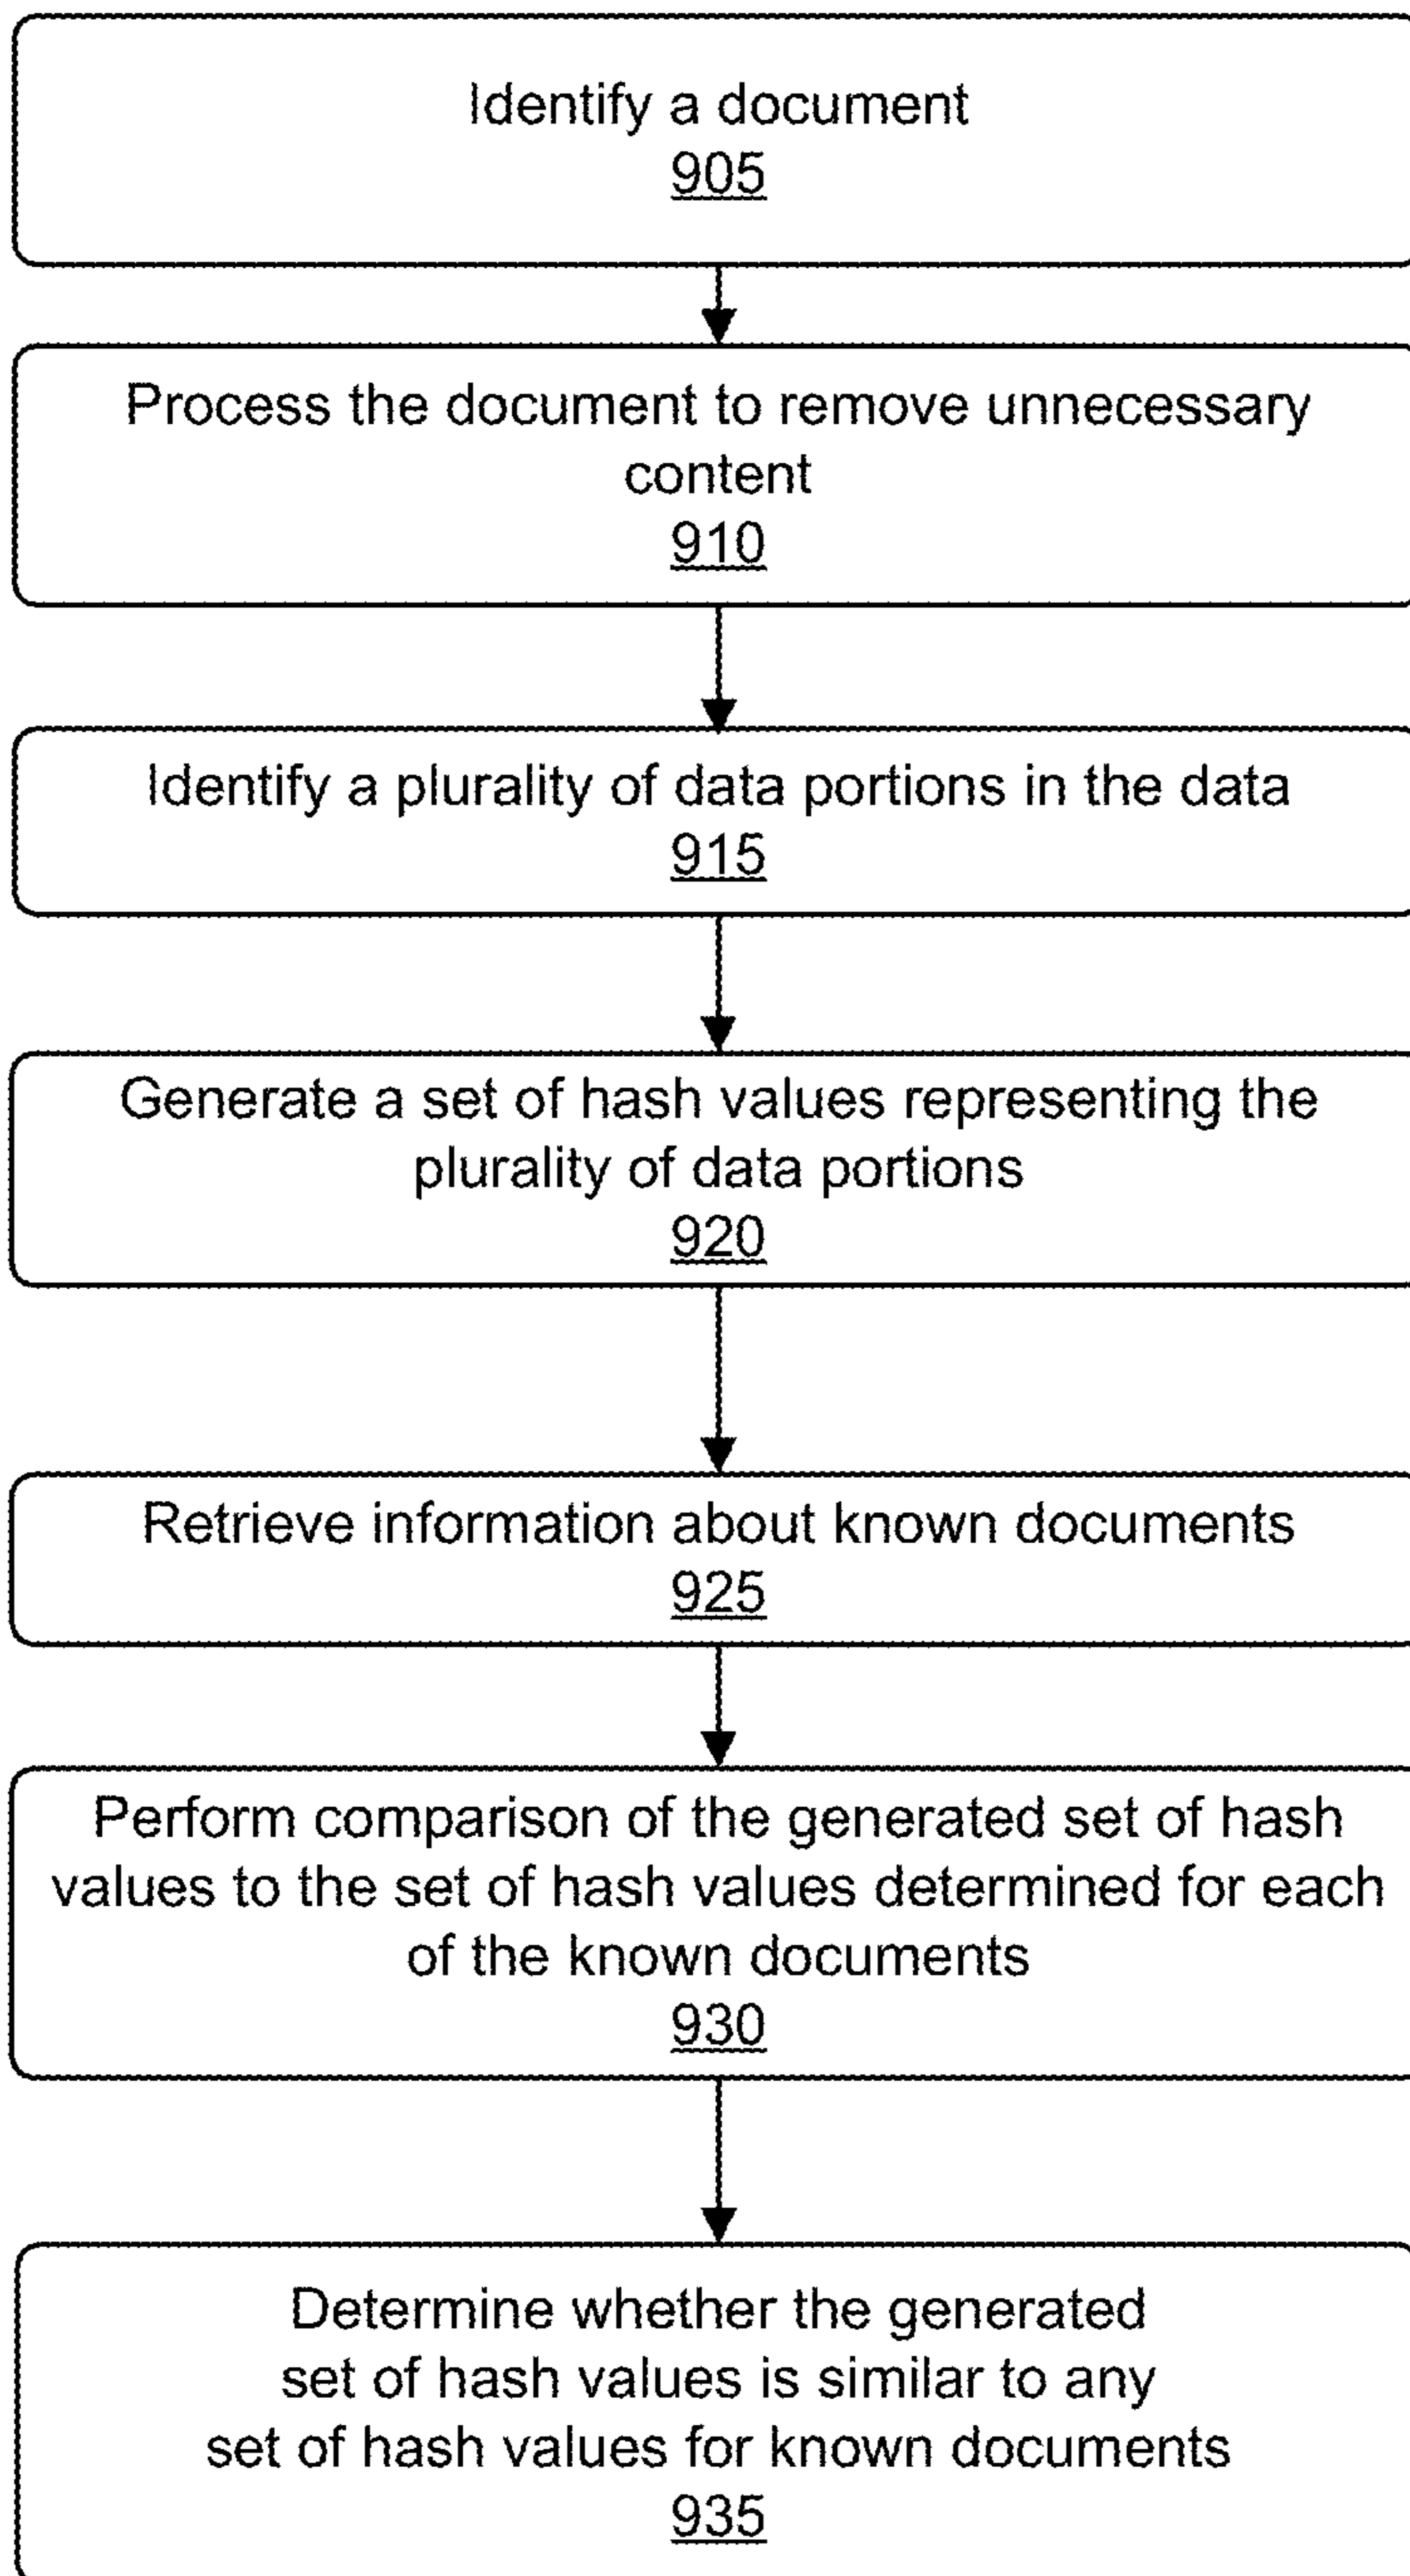 Identify a document
905
Process the document to remove unnecessary
content
910
Identify a plurality of data portions in the data
915
Generate a set of hash values representing the
plurality of data portions
920
Retrieve information about known documents
925
Perform comparison of the generated set of hash
values to the set of hash values determined for each
of the known documents
930
Determine whether the generated
set of hash values is similar to any
set of hash values for known documents
935